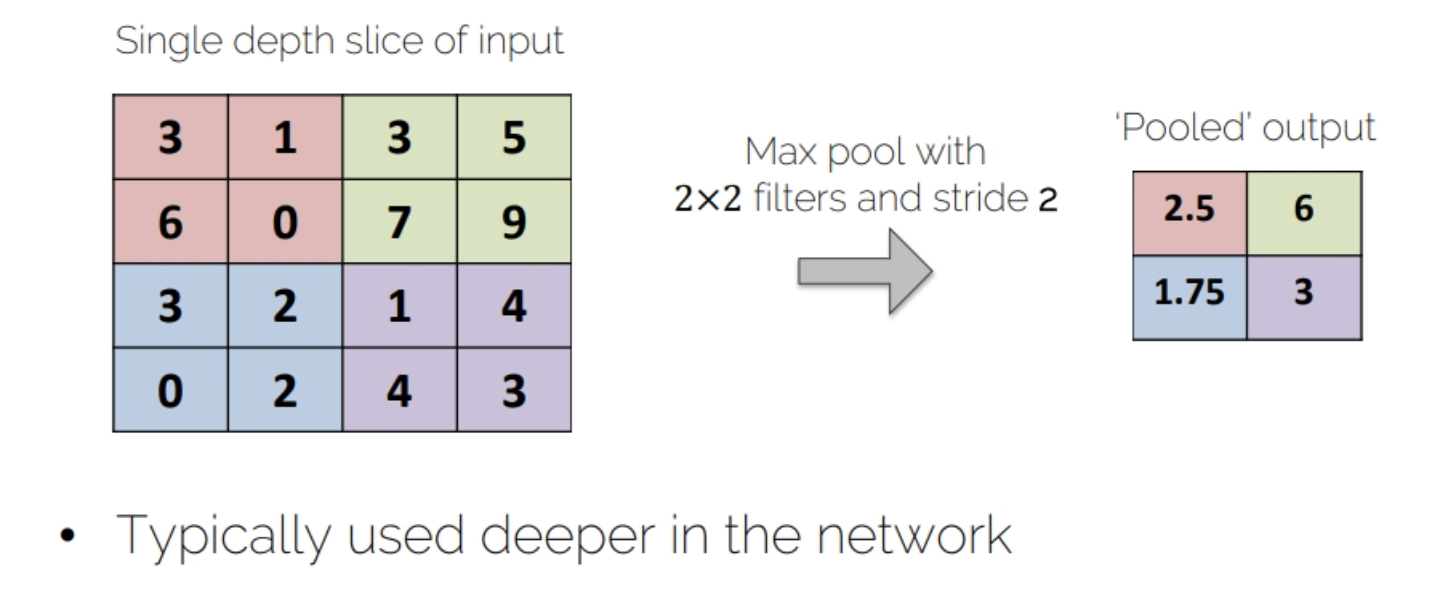 Single depth slice of input
3 1 3 5
6 0 7 9
3 2 1 4
0 2 4 3
Max pool with
2×2 filters and stride 2
‘Pooled’ output
2.5 6
1.75 3
• Typically used deeper in the network